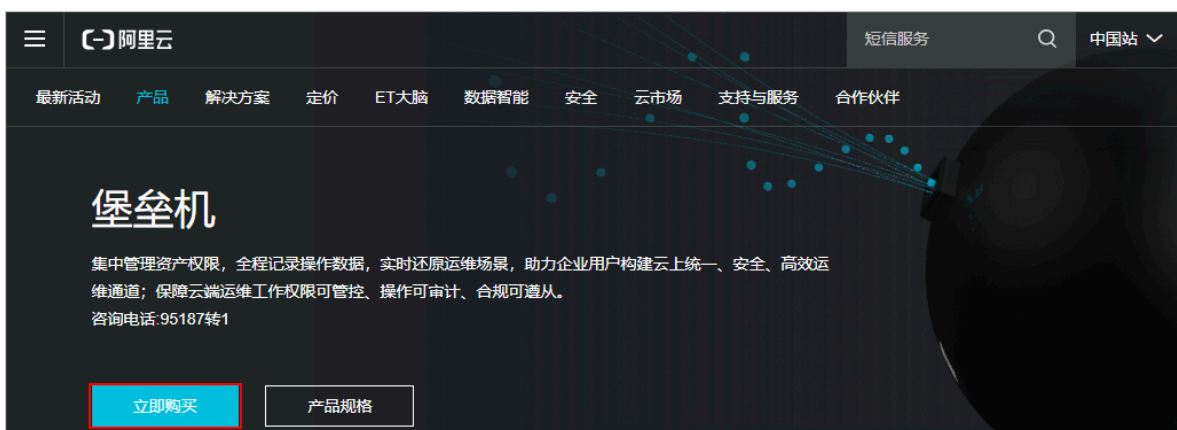 阿里云 短信服务 中国站
最新活动 产品 解决方案 定价 ET大脑 数据智能 安全 云市场 支持与服务 合作伙伴
堡垒机
集中管理资产权限，全程记录操作数据，实时还原运维场景，助力企业用户构建云上统一、安全、高效运
维通道；保障云端运维工作权限可管控、操作可审计、合规可遵从。
咨询电话:95187转1
立即购买 产品规格